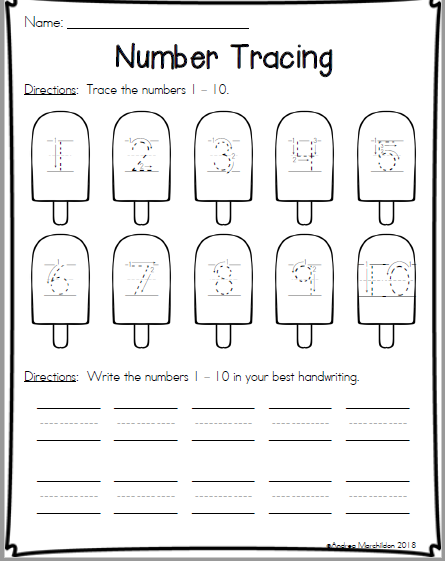 Name:
Number Tracing
Directions: Trace the numbers 1 – 10.
1 2 3 4 5
6 7 8 9 10
Directions: Write the numbers 1 – 10 in your best handwriting.
©Andrea Marchildon 2018